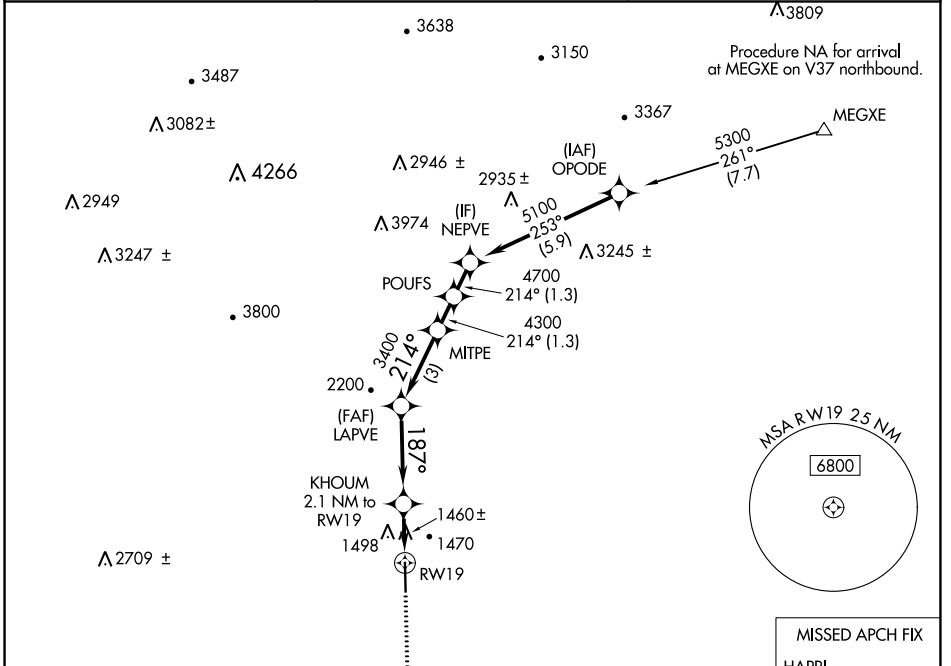 3809
3638
3150
Procedure NA for arrival
at MEGXE on V37 northbound.
3487
3367
MEGXE
3082±
5300
261°
(7.7)
(IAF)
OPODE
4266
2946 ±
2935 ±
2949
5100
253°
(5.9)
(IF)
NEPVE
3974
3247 ±
3245 ±
POUFS
4700
214° (1.3)
3800
4300
214° (1.3)
MITPE
3400
214°
(3)
2200
(FAF)
LAPVE
187°
MSA RW19 25 NM
6800
KHOUM
2.1 NM to
RW19
1460±
1498
1470
2709 ±
RW19
MISSED APCH FIX
HAPPI